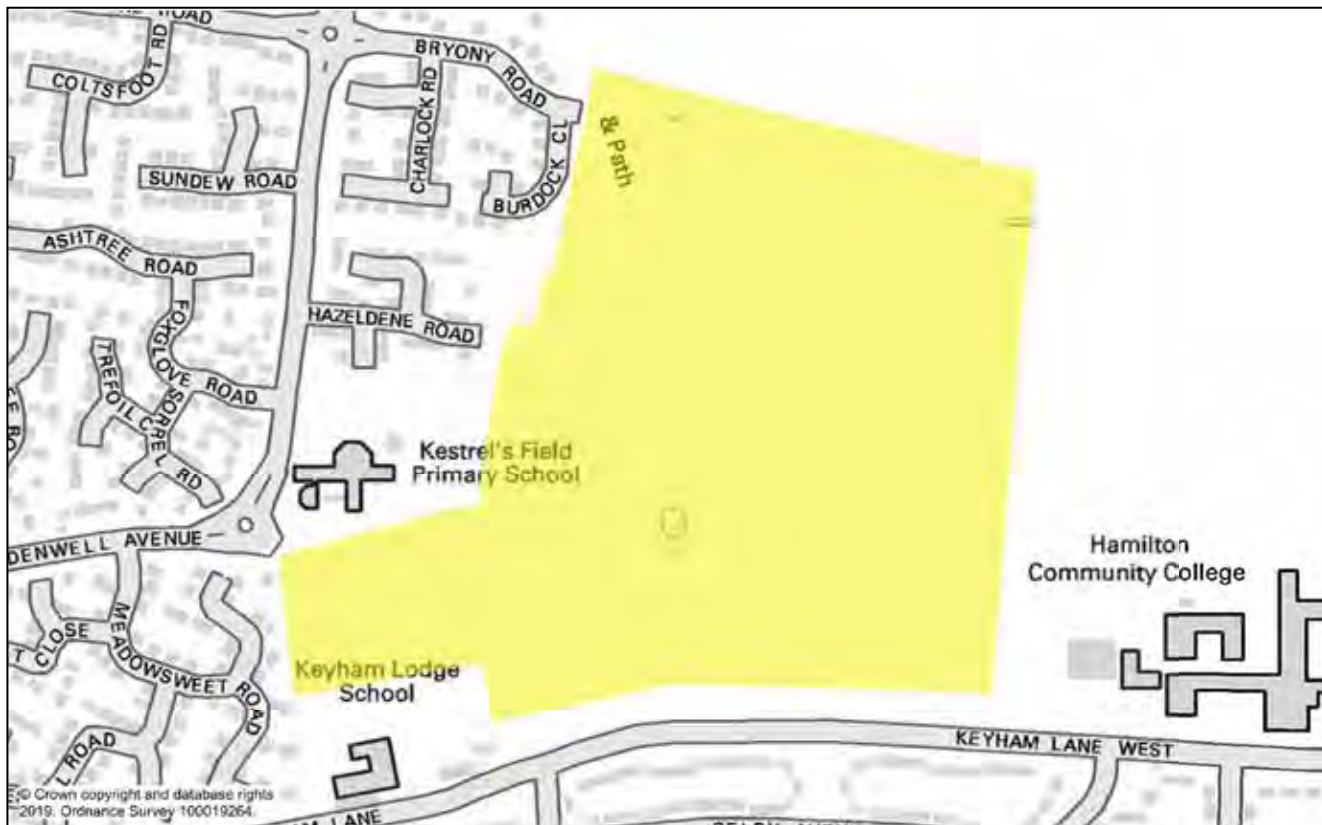 ROAD
COLTSFOOT RD
BRYONY ROAD
CHARLOCK RD
& Path
SUNDEW ROAD
BURDOCK CL
ASHTREE ROAD
FOXGLOVE ROAD
HAZELDENE ROAD
TREFOIL C
SORREL RD
Kestrel's Field
Primary School
DENWELL AVENUE
Hamilton
Community College
CLOSE
MEADOWSWEET ROAD
Keyham Lodge
School
L ROAD
KEYHAM LANE WEST
© Crown copyright and database rights
2019. Ordnance Survey 100019264.
LANE